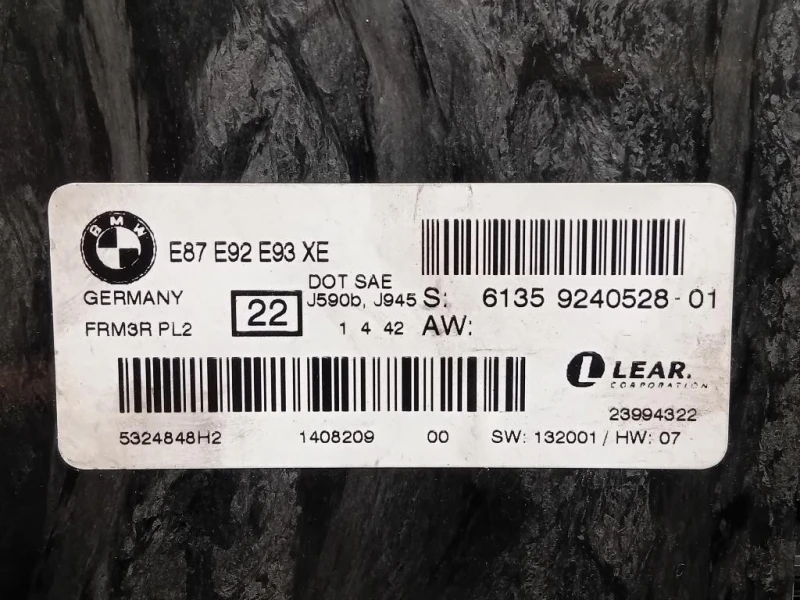 BMW
E87 E92 E93 XE
GERMANY
FRM3R PL2
22
DOT SAE
J590b, J945
1 4 42
S: 6135 9240528-01
AW:
LEAR.
CORPORATION
23994322
5324848H2 1408209 00 SW: 132001 / HW: 07